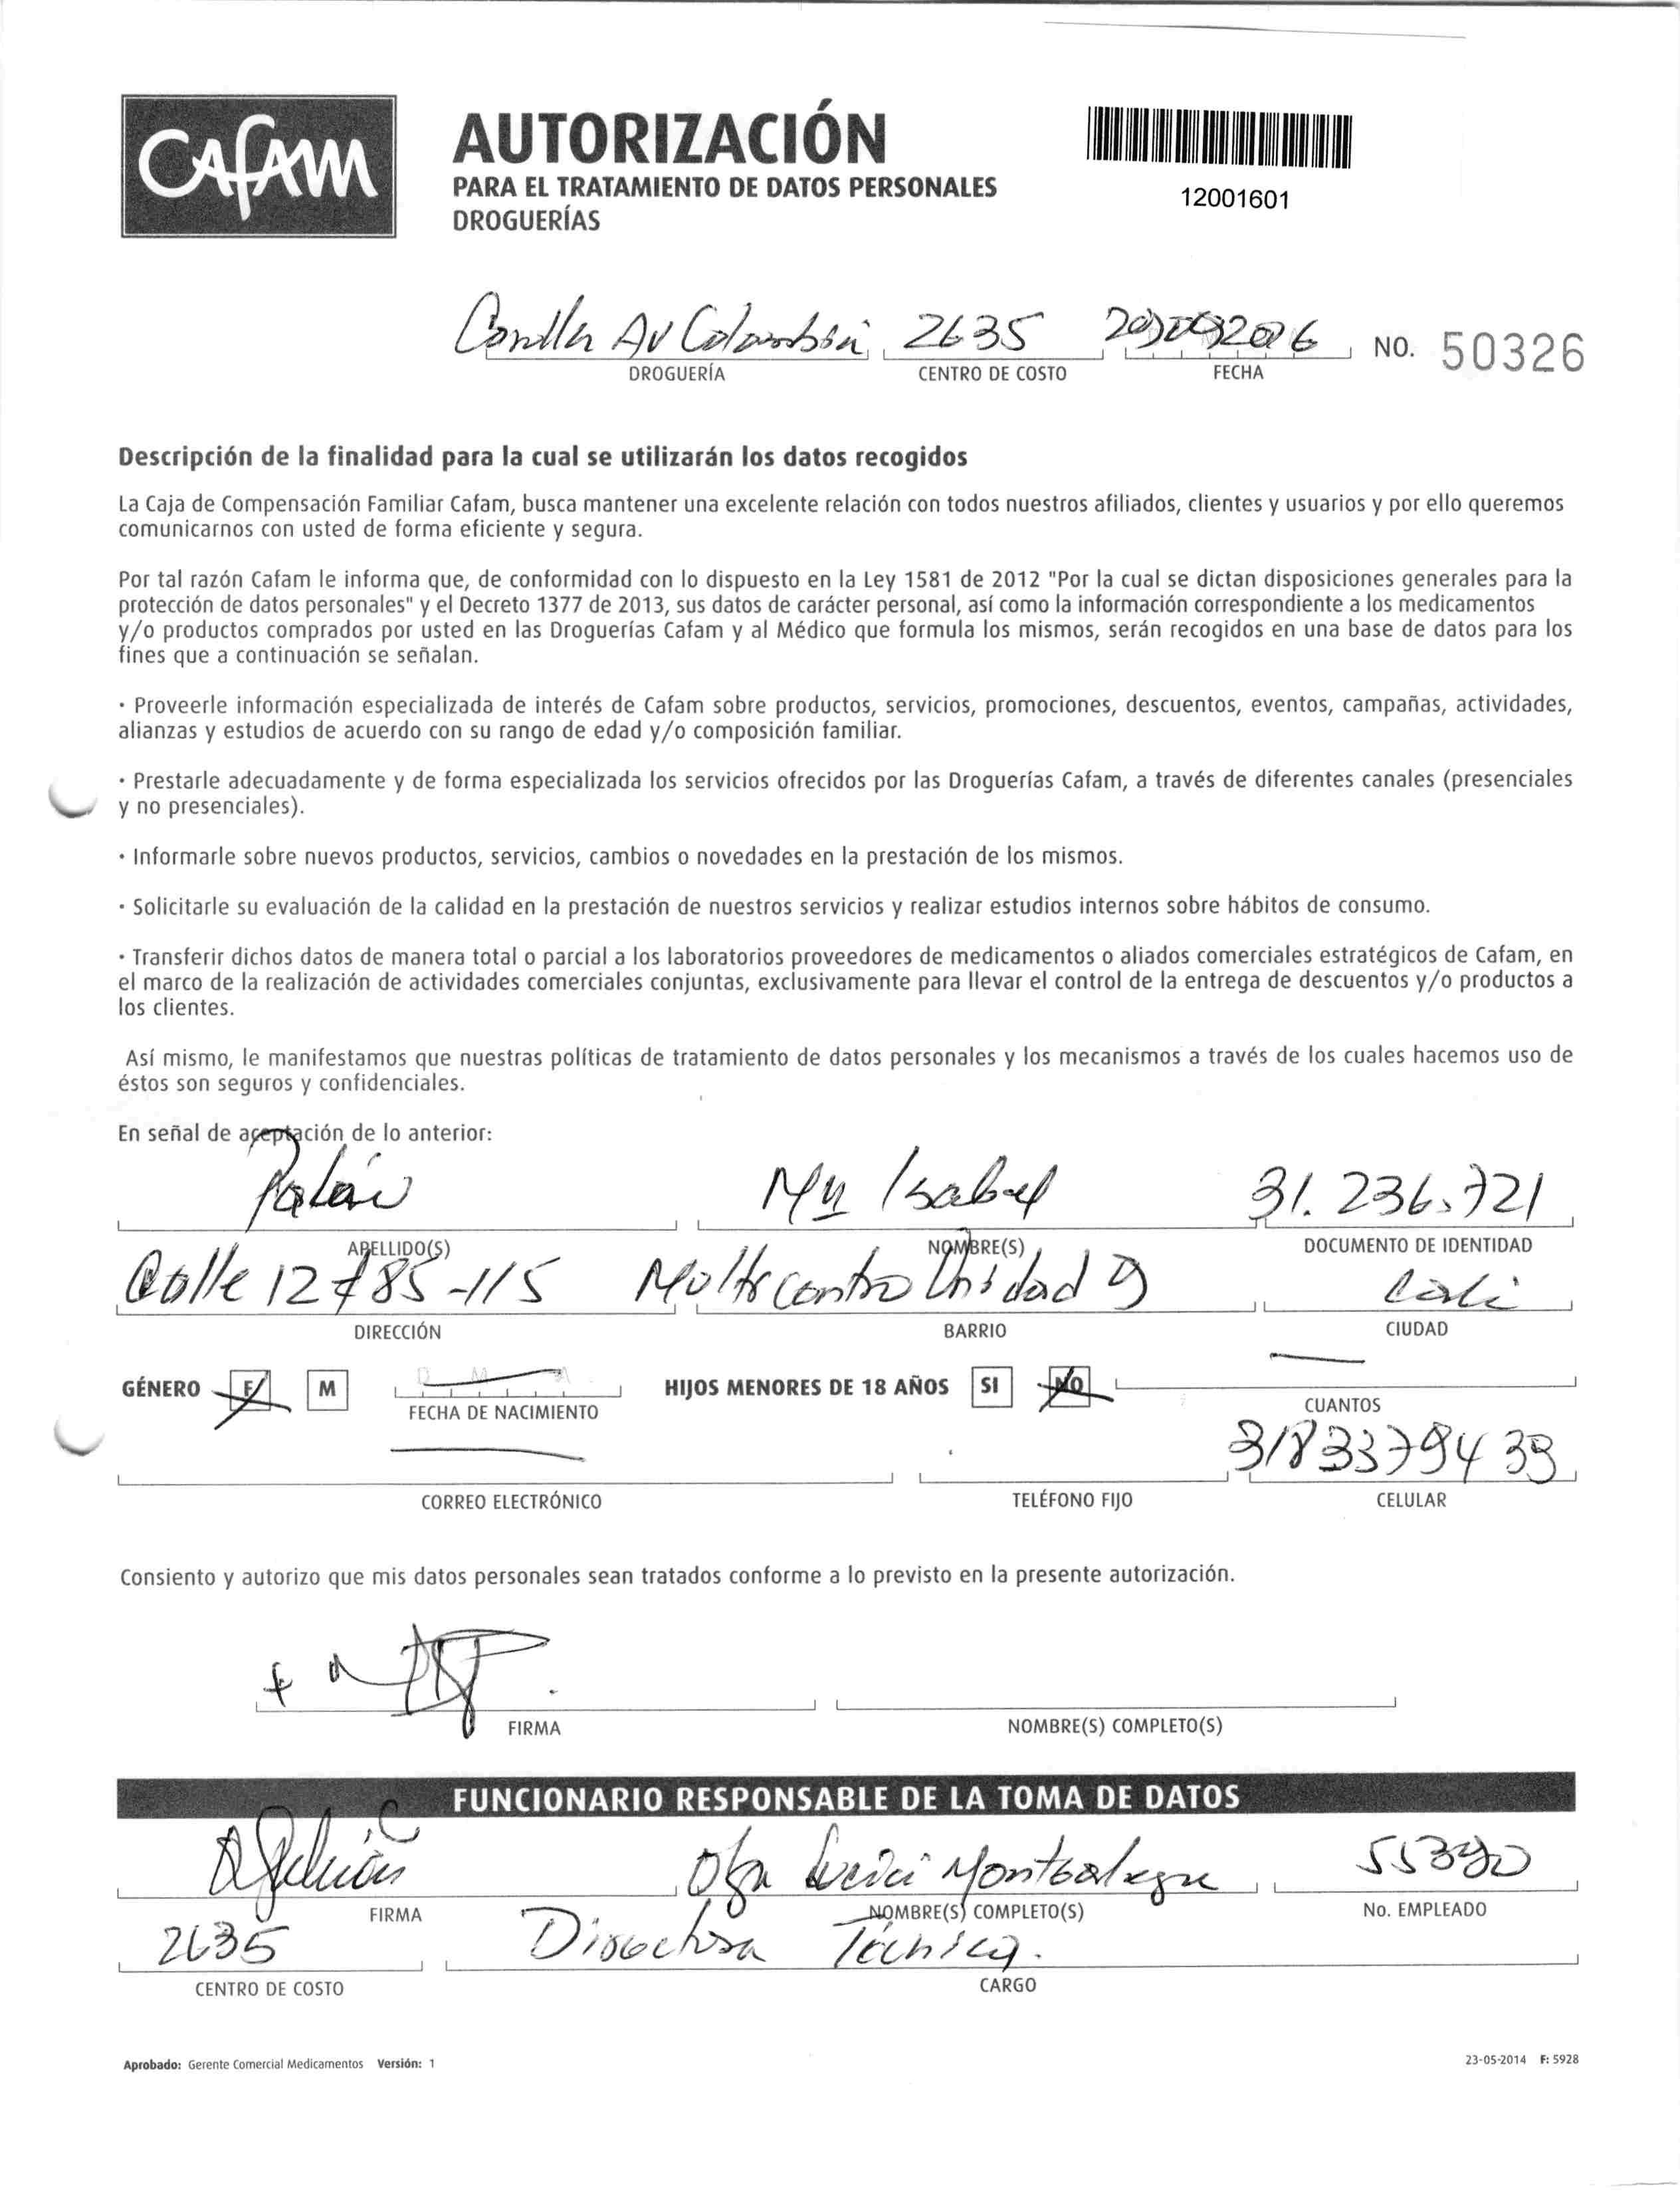 CAFAM
AUTORIZACIÓN
PARA EL TRATAMIENTO DE DATOS PERSONALES
DROGUERÍAS
12001601
Av Colombia 2635 NO. 50326
DROGUERÍA CENTRO DE COSTO FECHA
Descripción de la finalidad para la cual se utilizarán los datos recogidos
La Caja de Compensación Familiar Cafam, busca mantener una excelente relación con todos nuestros afiliados, clientes y usuarios y por ello queremos
comunicarnos con usted de forma eficiente y segura.
Por tal razón Cafam le informa que, de conformidad con lo dispuesto en la Ley 1581 de 2012 "Por la cual se dictan disposiciones generales para la
protección de datos personales" y el Decreto 1377 de 2013, sus datos de carácter personal, así como la información correspondiente a los medicamentos
y/o productos comprados por usted en las Droguerías Cafam y al Médico que formula los mismos, serán recogidos en una base de datos para los
fines que a continuación se señalan.
· Proveerle información especializada de interés de Cafam sobre productos, servicios, promociones, descuentos, eventos, campañas, actividades,
alianzas y estudios de acuerdo con su rango de edad y/o composición familiar.
· Prestarle adecuadamente y de forma especializada los servicios ofrecidos por las Droguerías Cafam, a través de diferentes canales (presenciales
y no presenciales).
· Informarle sobre nuevos productos, servicios, cambios o novedades en la prestación de los mismos.
· Solicitarle su evaluación de la calidad en la prestación de nuestros servicios y realizar estudios internos sobre hábitos de consumo.
· Transferir dichos datos de manera total o parcial a los laboratorios proveedores de medicamentos o aliados comerciales estratégicos de Cafam, en
el marco de la realización de actividades comerciales conjuntas, exclusivamente para llevar el control de la entrega de descuentos y/o productos a
los clientes.
Así mismo, le manifestamos que nuestras políticas de tratamiento de datos personales y los mecanismos a través de los cuales hacemos uso de
éstos son seguros y confidenciales.
En señal de aceptación de lo anterior:
Isabel 31.236.721
APELLIDO(S) NOMBRE(S) DOCUMENTO DE IDENTIDAD
Calle 12 # 85-115 Multicentro Unidad 9 Cali
DIRECCIÓN BARRIO CIUDAD
GÉNERO F M D M A HIJOS MENORES DE 18 AÑOS SI NO
FECHA DE NACIMIENTO CUANTOS
3183379439
CORREO ELECTRÓNICO TELÉFONO FIJO CELULAR
Consiento y autorizo que mis datos personales sean tratados conforme a lo previsto en la presente autorización.
FIRMA NOMBRE(S) COMPLETO(S)
FUNCIONARIO RESPONSABLE DE LA TOMA DE DATOS
Olga Lucía Montealegre 55390
FIRMA NOMBRE(S) COMPLETO(S) No. EMPLEADO
2635 Directora Técnica.
CENTRO DE COSTO CARGO
Aprobado: Gerente Comercial Medicamentos Versión: 1 23-05-2014 F: 5928